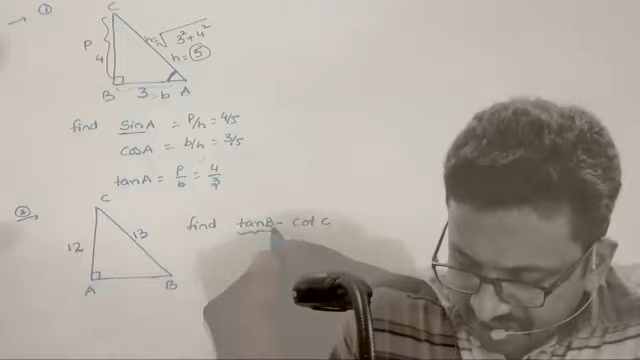 → ①
C
P
4
h=√3²+4²
h=⑤
B 3=b A
find SinA = P/h = 4/5
cosA = b/h = 3/5
tanA = P/b = 4/3
②
C
12
13
A B
find tanB - cot C